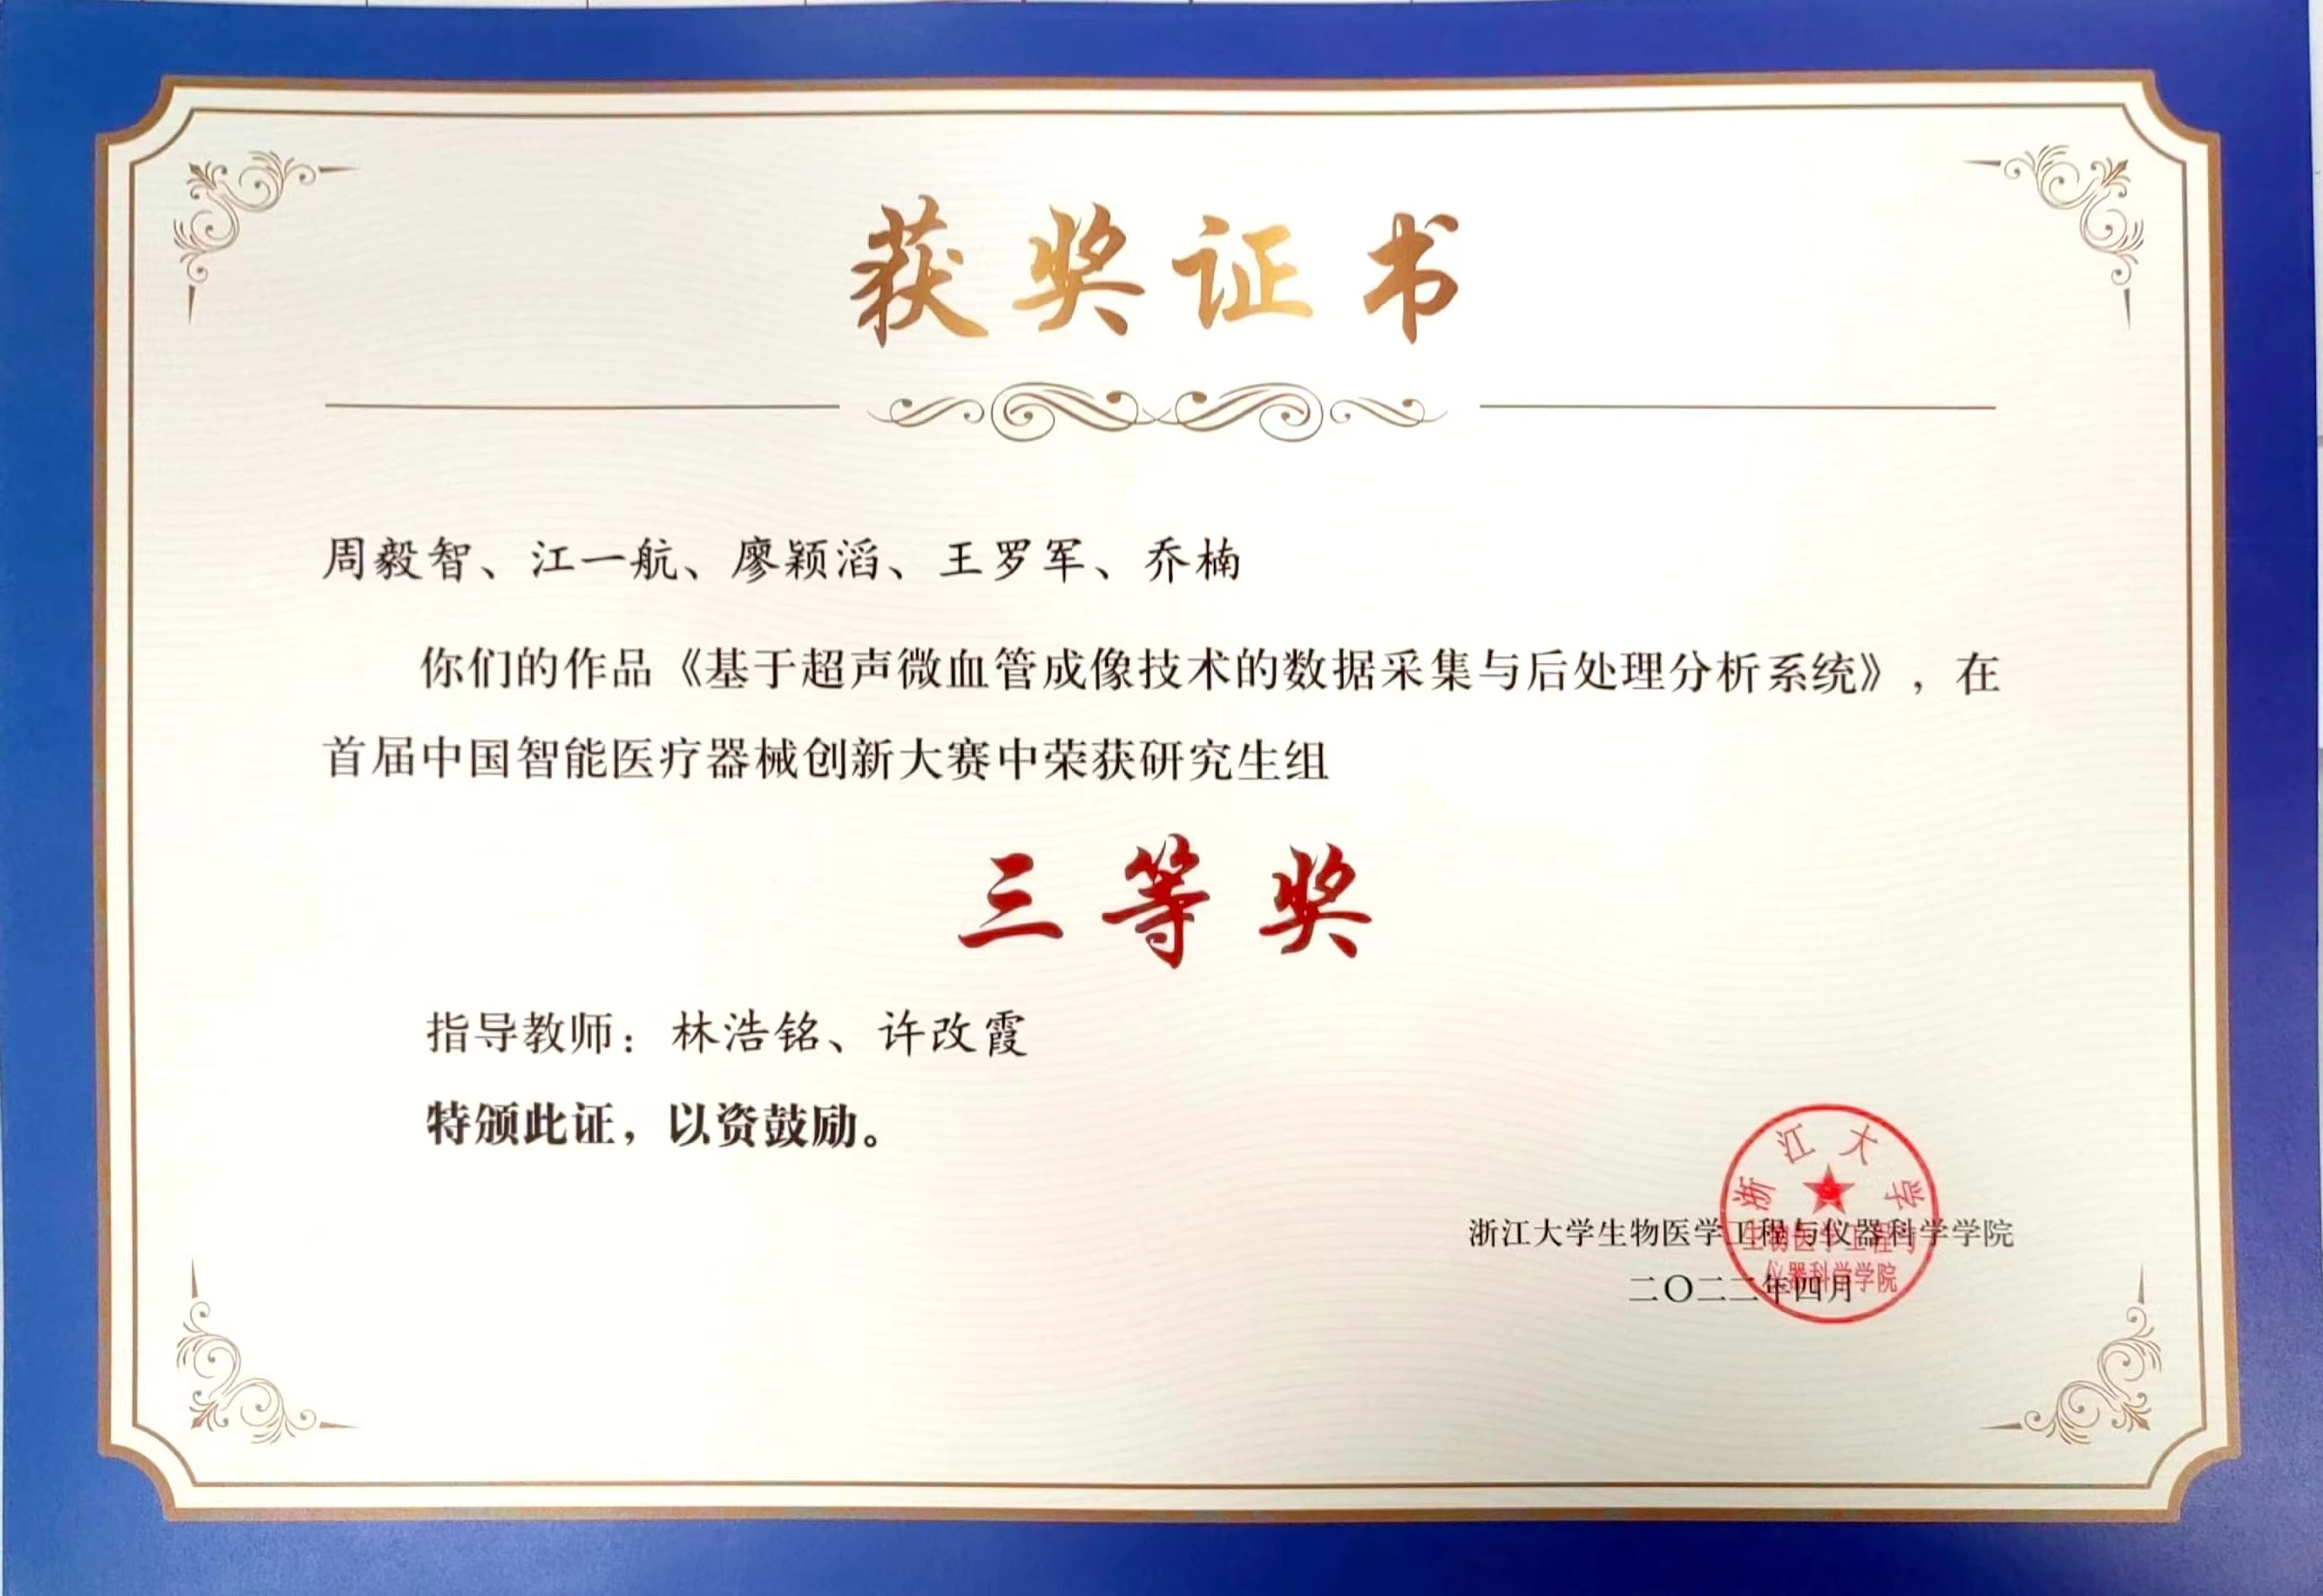 获奖证书
周毅智、江一航、廖颖滔、王罗军、乔楠
你们的作品《基于超声微血管成像技术的数据采集与后处理分析系统》，在
首届中国智能医疗器械创新大赛中荣获研究生组
三等奖
指导教师：林浩铭、许改霞
特颁此证，以资鼓励。
浙江大学生物医学工程与仪器科学学院
二〇二二年四月
浙江大学
生物医学工程与
仪器科学学院